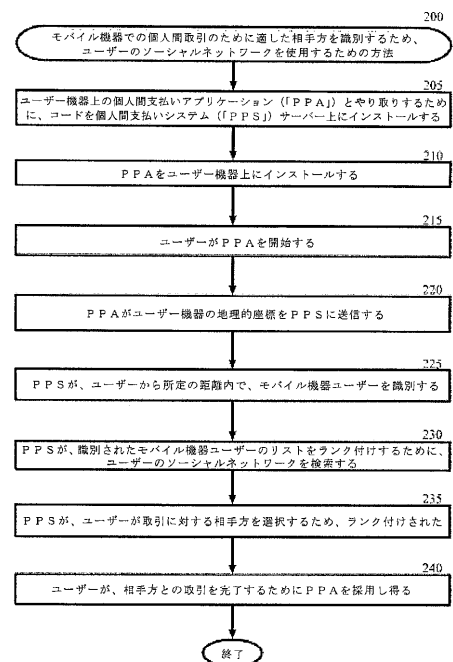 200
モバイル機器での個人間取引のために適した相手方を識別するため、
ユーザーのソーシャルネットワークを使用するための方法
205
ユーザー機器上の個人間支払いアプリケーション（「ＰＰＡ」）とやり取りするため
に、コードを個人間支払いシステム（「ＰＰＳ」）サーバー上にインストールする
210
ＰＰＡをユーザー機器上にインストールする
215
ユーザーがＰＰＡを開始する
220
ＰＰＡがユーザー機器の地理的座標をＰＰＳに送信する
225
ＰＰＳが、ユーザーから所定の距離内で、モバイル機器ユーザーを識別する
230
ＰＰＳが、識別されたモバイル機器ユーザーのリストをランク付けするために、
ユーザーのソーシャルネットワークを検索する
235
ＰＰＳが、ユーザーが取引に対する相手方を選択するため、ランク付けされた
240
ユーザーが、相手方との取引を完了するためにＰＰＡを採用し得る
終了